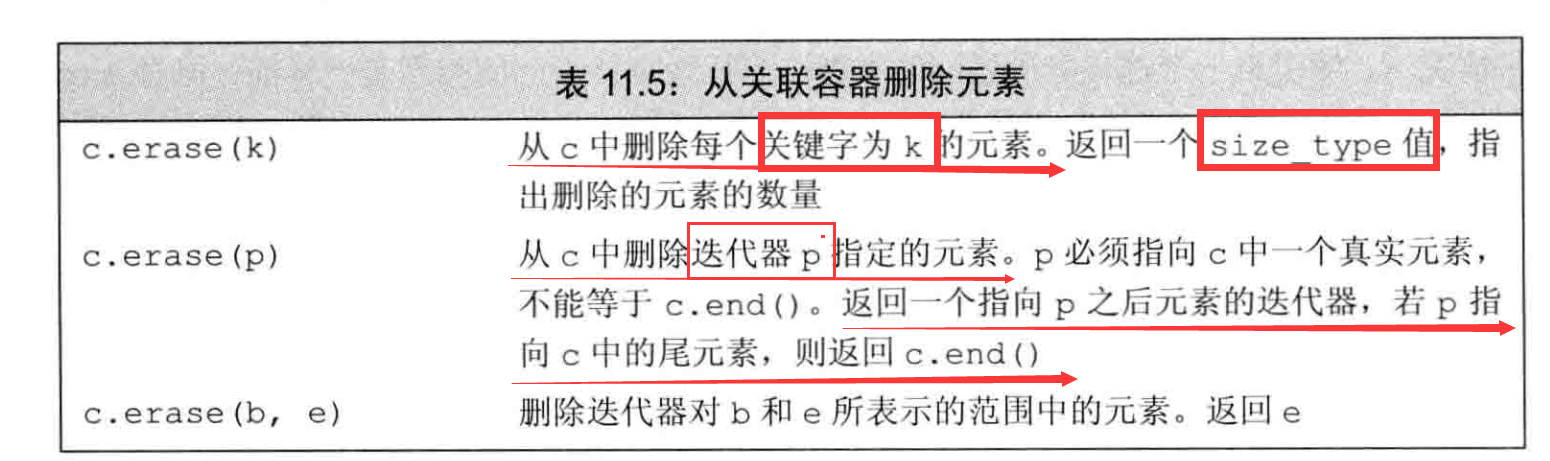 表 11.5：从关联容器删除元素
c.erase(k) 从 c 中删除每个关键字为 k 的元素。返回一个 size_type 值，指
出删除的元素的数量
c.erase(p) 从 c 中删除迭代器 p 指定的元素。p 必须指向 c 中一个真实元素，
不能等于 c.end()。返回一个指向 p 之后元素的迭代器，若 p 指
向 c 中的尾元素，则返回 c.end()
c.erase(b, e) 删除迭代器对 b 和 e 所表示的范围中的元素。返回 e